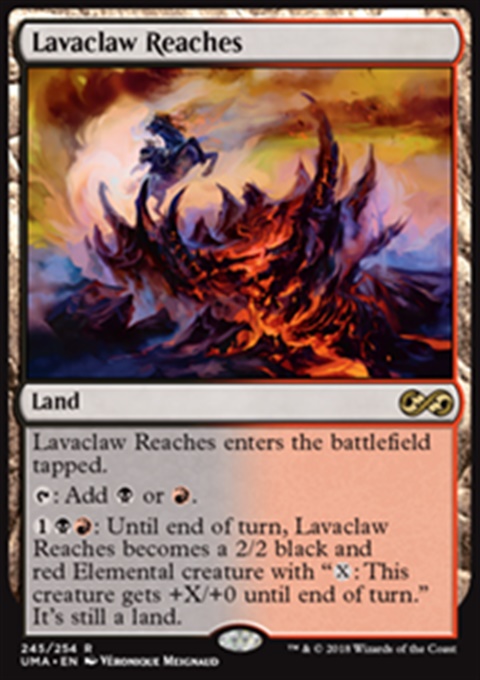 Lavaclaw Reaches
Land
Lavaclaw Reaches enters the battlefield
tapped.
: Add or .
1 : Until end of turn, Lavaclaw
Reaches becomes a 2/2 black and
red Elemental creature with “X: This
creature gets +X/+0 until end of turn.”
It's still a land.
245/254 R
UMA • EN Véronique Meignaud
™ & © 2018 Wizards of the Coast